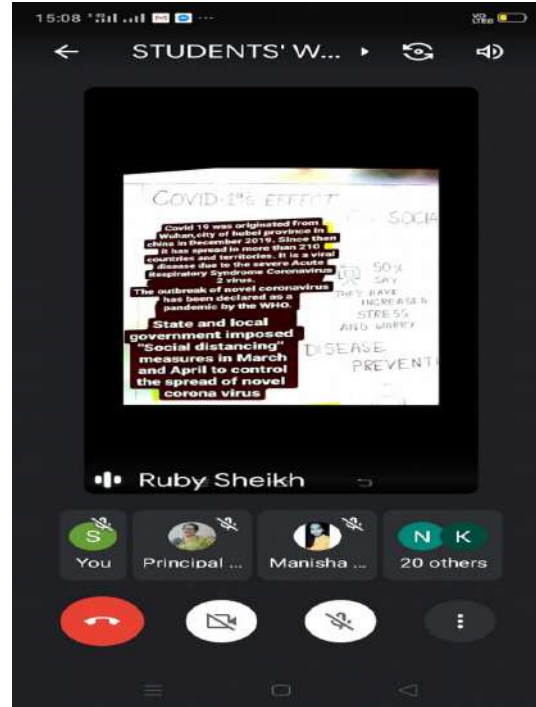 15:08
STUDENTS' W...
COVID-19'S EFFECT
SOCIA
Covid 19 was originated from
Wuhan,city of hubei province in
china in December 2019. Since then
it has spread in more than 210
countries and territories. It is a viral
disease due to the severe Acute
Respiratory Syndrome Coronavirus
2 virus.
The outbreak of novel coronavirus
has been declared as a
pandemic by the WHO.
State and local
government imposed
"Social distancing"
measures in March
and April to control
the spread of novel
corona virus
50%
SAY
THEY HAVE
INCREASED
STRESS
AND WORRY
DISEASE
PREVENTI
Ruby Sheikh
S
N K
You
Principal ...
Manisha ...
20 others